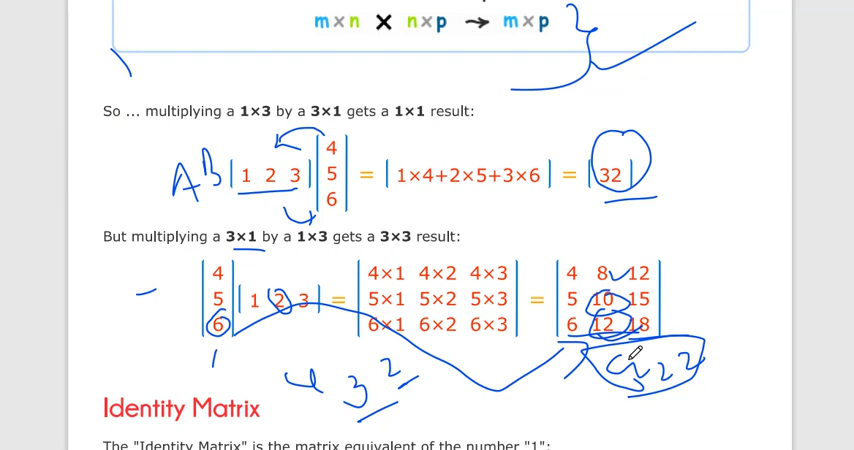 m×n × n×p → m×p
So ... multiplying a 1×3 by a 3×1 gets a 1×1 result:
AB | 1 2 3 | | 4 5 6 | = | 1×4+2×5+3×6 | = | 32 |
But multiplying a 3×1 by a 1×3 gets a 3×3 result:
| 4 | | 4×1 4×2 4×3 | | 4 8 12 |
| 5 | | 1 2 3 | = | 5×1 5×2 5×3 | = | 5 10 15 |
| 6 | | 6×1 6×2 6×3 | | 6 12 18 |
3 2
Identity Matrix
The "Identity Matrix" is the matrix equivalent of the number "1":